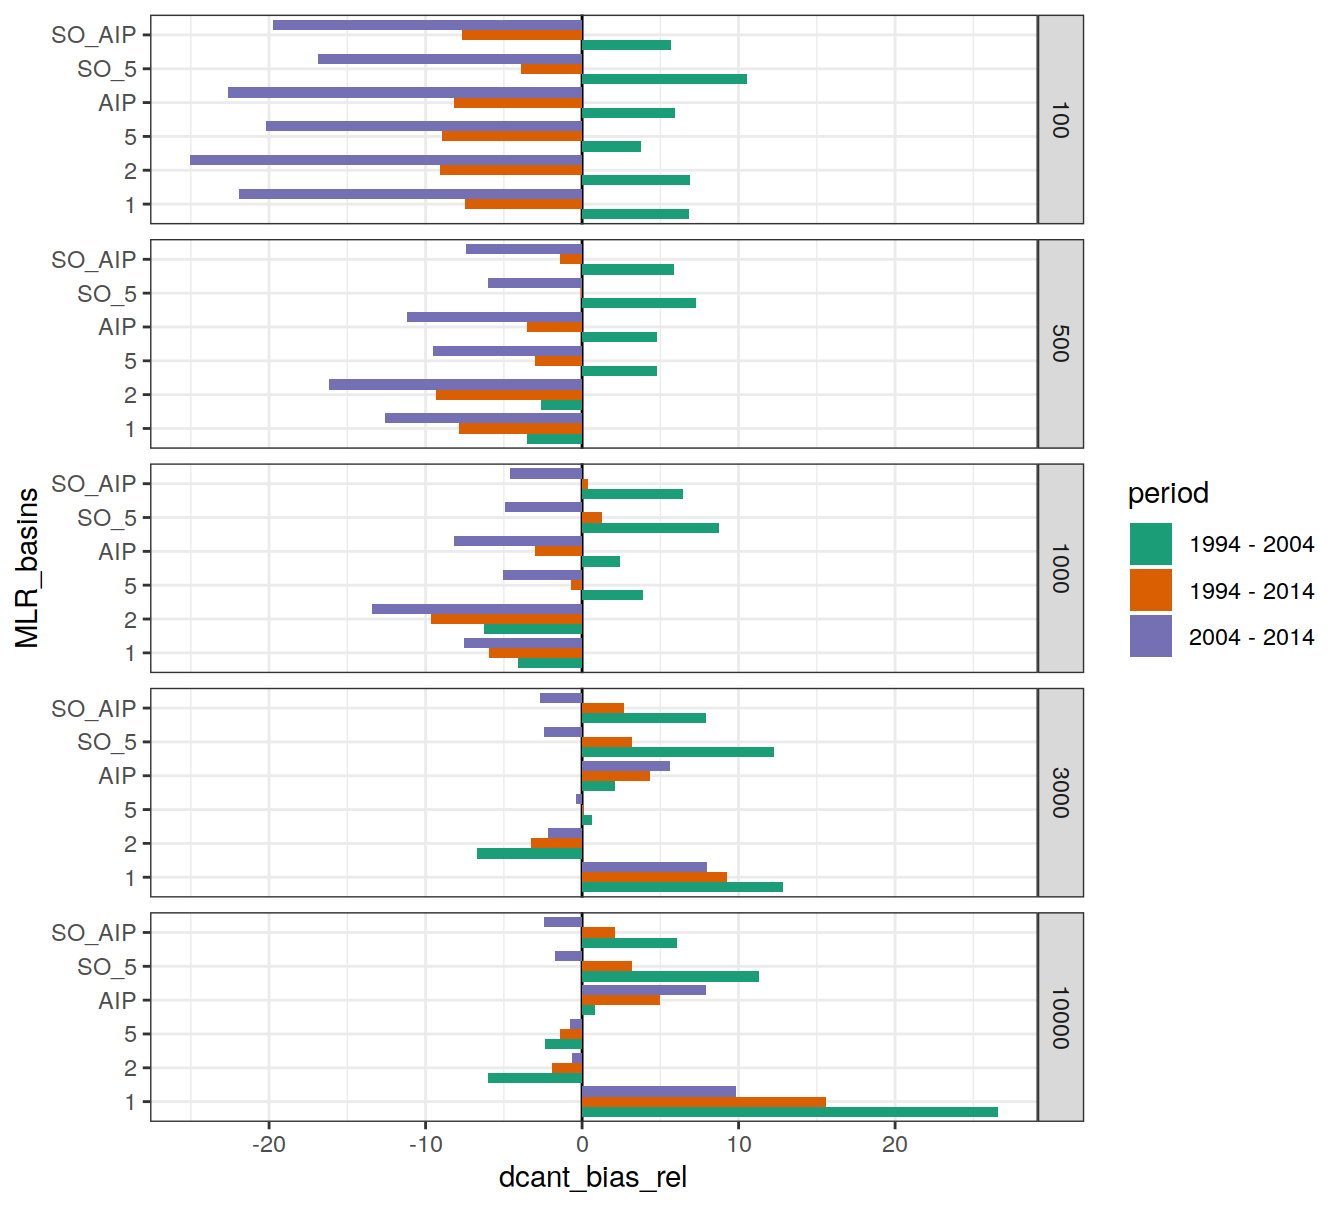 SO_AIP
SO_5
AIP
5
2
1
100
SO_AIP
SO_5
AIP
5
2
1
500
SO_AIP
SO_5
AIP
5
2
1
1000
SO_AIP
SO_5
AIP
5
2
1
3000
SO_AIP
SO_5
AIP
5
2
1
10000
-20 -10 0 10 20
dcant_bias_rel
MLR_basins
period
1994 - 2004
1994 - 2014
2004 - 2014